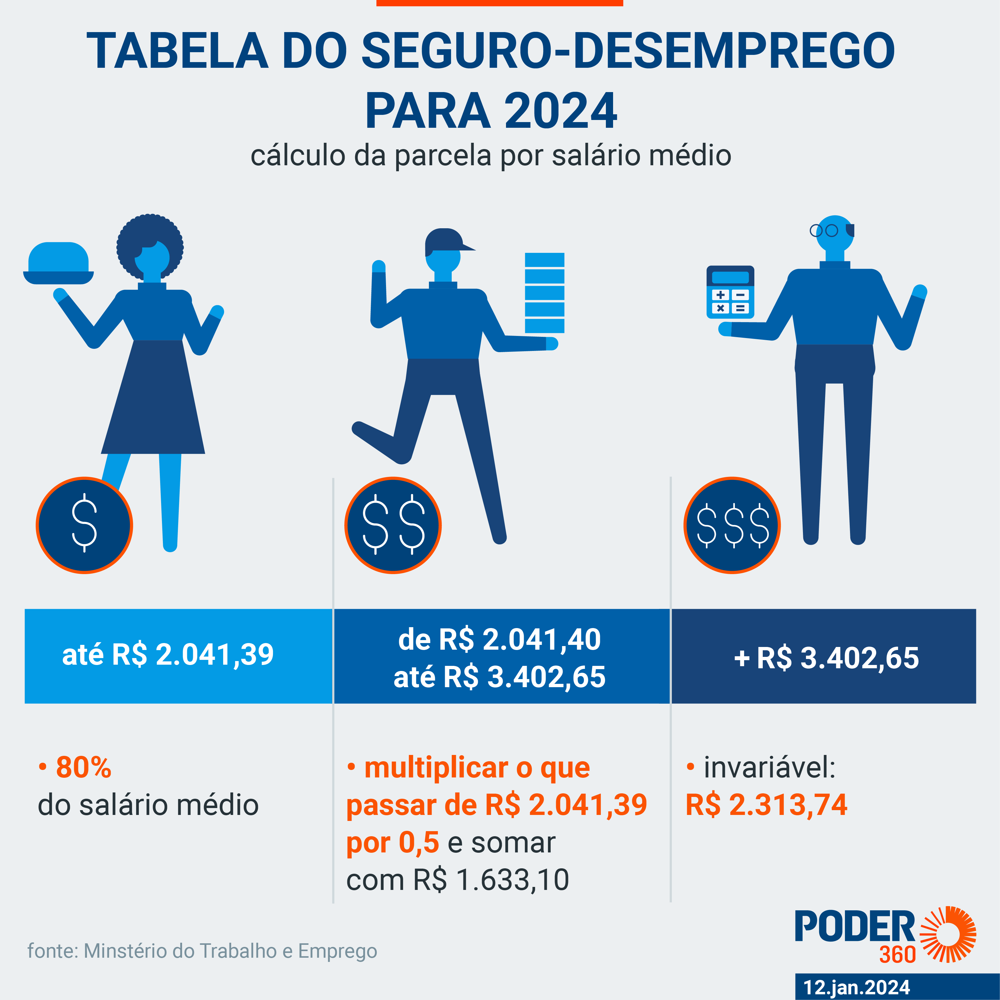 TABELA DO SEGURO-DESEMPREGO
PARA 2024
cálculo da parcela por salário médio
$
$ $
$ $ $
+ −
× =
até R$ 2.041,39
de R$ 2.041,40
até R$ 3.402,65
+ R$ 3.402,65
• 80%
do salário médio
• multiplicar o que
passar de R$ 2.041,39
por 0,5 e somar
com R$ 1.633,10
• invariável:
R$ 2.313,74
fonte: Minstério do Trabalho e Emprego
PODER
360
12.jan.2024